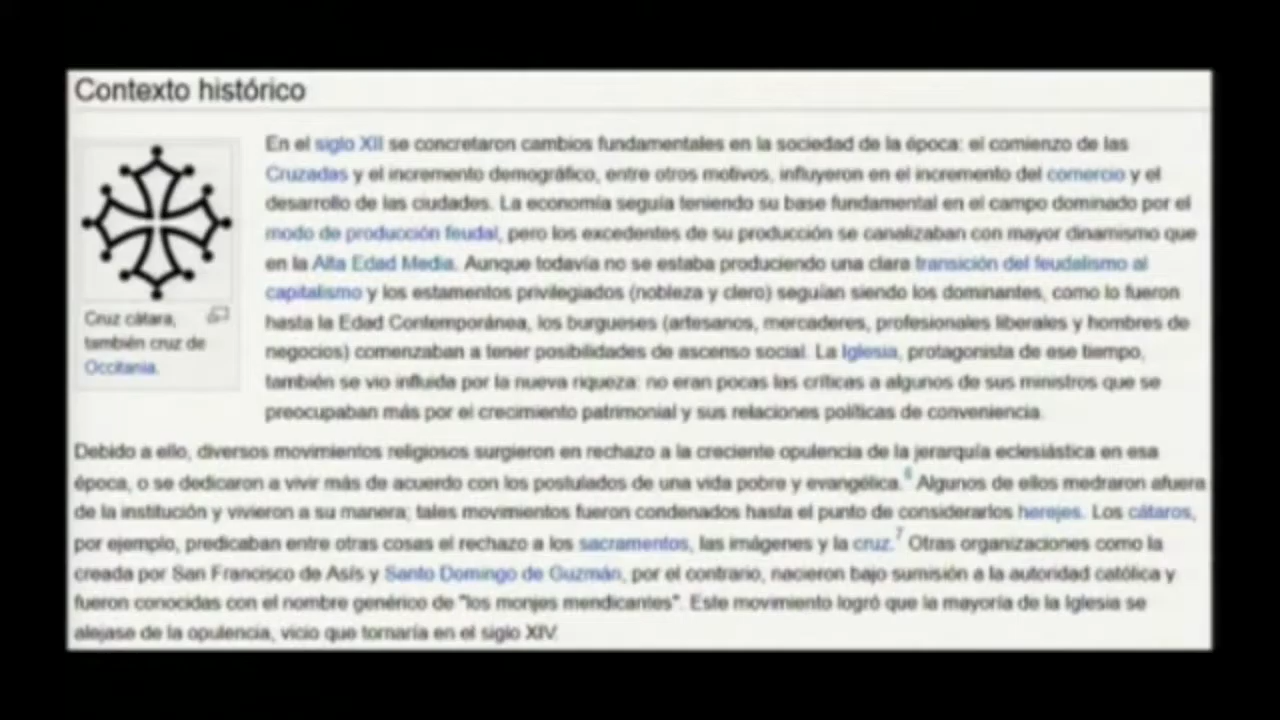 Contexto histórico
En el siglo XII se concretaron cambios fundamentales en la sociedad de la época: el comienzo de las
Cruzadas y el incremento demográfico, entre otros motivos, influyeron en el incremento del comercio y el
desarrollo de las ciudades. La economía seguía teniendo su base fundamental en el campo dominado por el
modo de producción feudal, pero los excedentes de su producción se canalizaban con mayor dinamismo que
en la Alta Edad Media. Aunque todavía no se estaba produciendo una clara transición del feudalismo al
capitalismo y los estamentos privilegiados (nobleza y clero) seguían siendo los dominantes, como lo fueron
hasta la Edad Contemporánea, los burgueses (artesanos, mercaderes, profesionales liberales y hombres de
negocios) comenzaban a tener posibilidades de ascenso social. La Iglesia, protagonista de ese tiempo,
también se vio influida por la nueva riqueza: no eran pocas las críticas a algunos de sus ministros que se
preocupaban más por el crecimiento patrimonial y sus relaciones políticas de conveniencia.
Cruz cátara,
también cruz de
Occitania.
Debido a ello, diversos movimientos religiosos surgieron en rechazo a la creciente opulencia de la jerarquía eclesiástica en esa
época, o se dedicaron a vivir más de acuerdo con los postulados de una vida pobre y evangélica.6 Algunos de ellos medraron afuera
de la institución y vivieron a su manera; tales movimientos fueron condenados hasta el punto de considerarlos herejes. Los cátaros,
por ejemplo, predicaban entre otras cosas el rechazo a los sacramentos, las imágenes y la cruz.7 Otras organizaciones como la
creada por San Francisco de Asís y Santo Domingo de Guzmán, por el contrario, nacieron bajo sumisión a la autoridad católica y
fueron conocidas con el nombre genérico de "los monjes mendicantes". Este movimiento logró que la mayoría de la Iglesia se
alejase de la opulencia, vicio que tornaría en el siglo XIV.